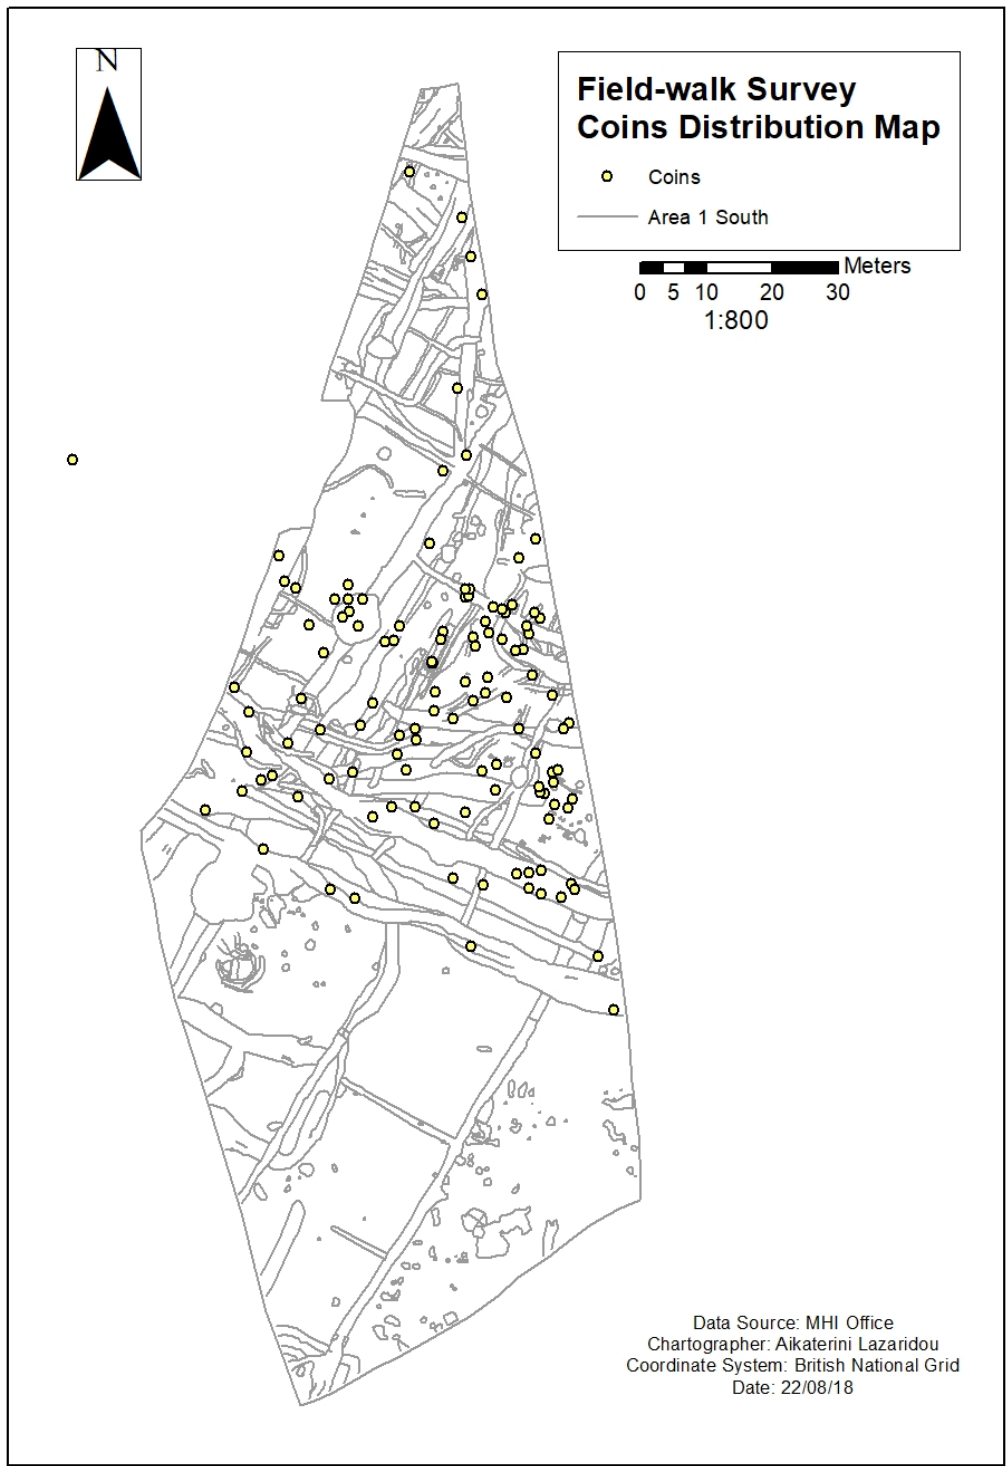 N
Field-walk Survey
Coins Distribution Map
Coins
Area 1 South
Meters
0 5 10 20 30
1:800
Data Source: MHI Office
Chartographer: Aikaterini Lazaridou
Coordinate System: British National Grid
Date: 22/08/18